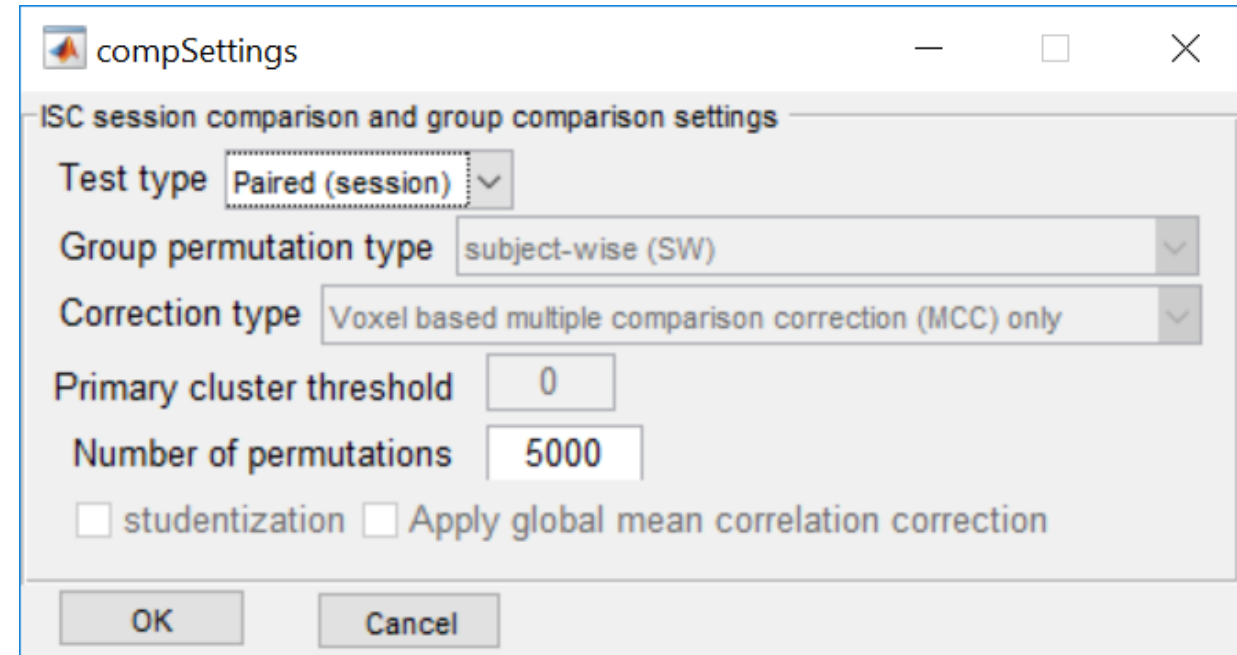 compSettings
ISC session comparison and group comparison settings
Test type Paired (session)
Group permutation type subject-wise (SW)
Correction type Voxel based multiple comparison correction (MCC) only
Primary cluster threshold 0
Number of permutations 5000
studentization Apply global mean correlation correction
OK Cancel